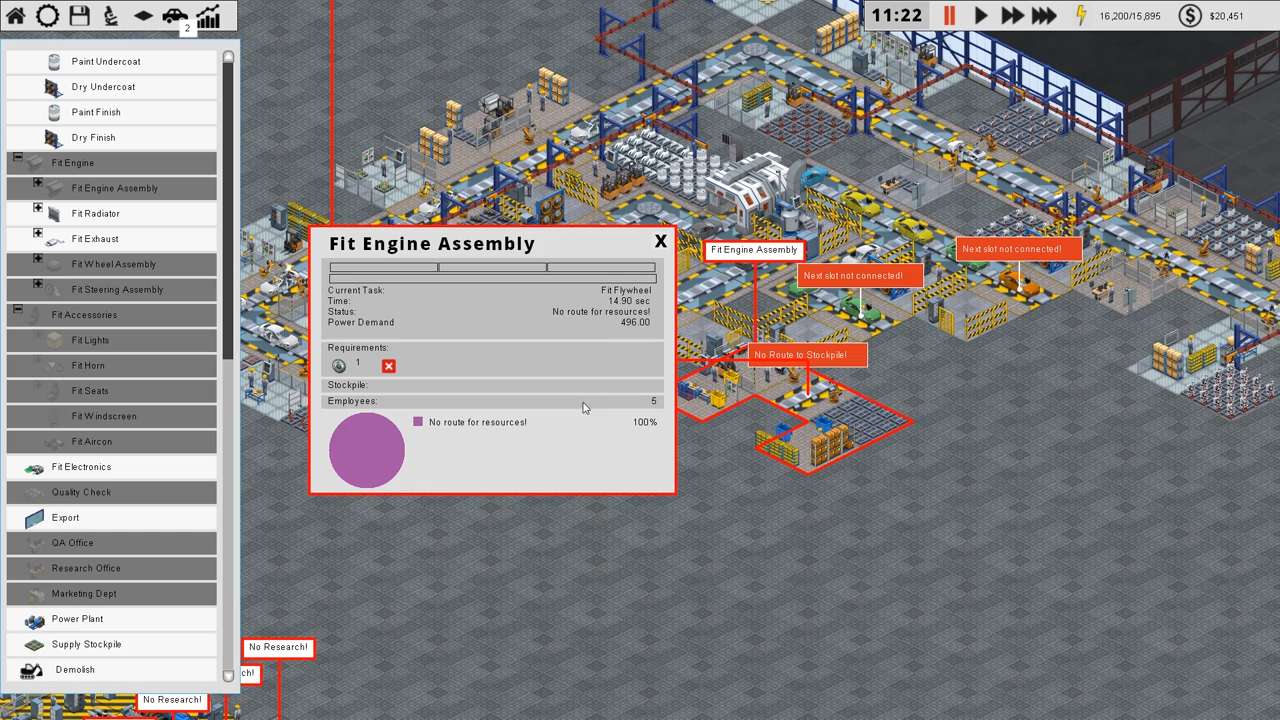 2
11:22
16,200/15,895
$
$20,451
Paint Undercoat
Dry Undercoat
Paint Finish
Dry Finish
Fit Engine
Fit Engine Assembly
Fit Radiator
Fit Exhaust
Fit Wheel Assembly
Fit Steering Assembly
Fit Accessories
Fit Lights
Fit Horn
Fit Seats
Fit Windscreen
Fit Aircon
Fit Electronics
Quality Check
Export
QA Office
Research Office
Marketing Dept
Power Plant
Supply Stockpile
Demolish
Fit Engine Assembly
X
Current Task: Fit Flywheel
Time: 14.90 sec
Status: No route for resources!
Power Demand 496.00
Requirements:
1
Stockpile:
Employees: 5
No route for resources! 100%
Fit Engine Assembly
Next slot not connected!
Next slot not connected!
No Route to Stockpile!
No Research!
ch!
No Research!